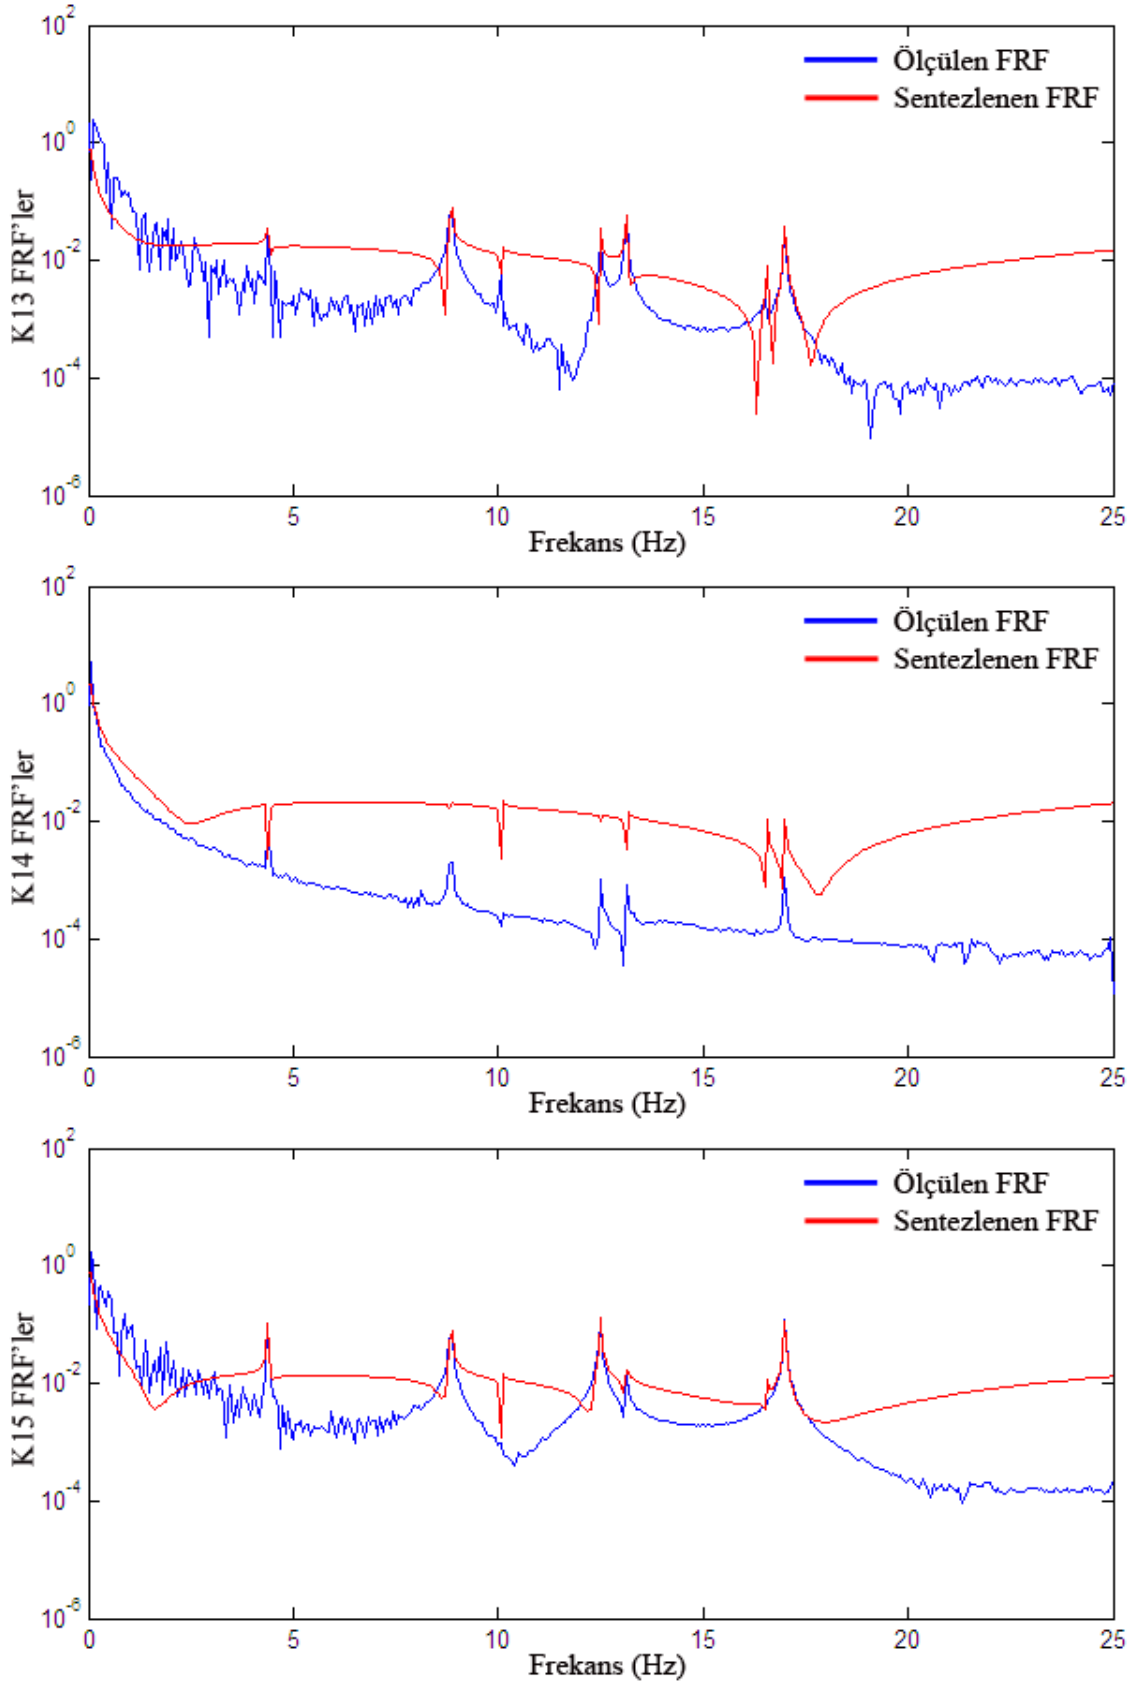 10^2
Ölçülen FRF
Sentezlenen FRF
10^0
10^-2
10^-4
10^-6
K13 FRF'ler
0 5 10 15 20 25
Frekans (Hz)
10^2
Ölçülen FRF
Sentezlenen FRF
10^0
10^-2
10^-4
10^-6
K14 FRF'ler
0 5 10 15 20 25
Frekans (Hz)
10^2
Ölçülen FRF
Sentezlenen FRF
10^0
10^-2
10^-4
10^-6
K15 FRF'ler
0 5 10 15 20 25
Frekans (Hz)